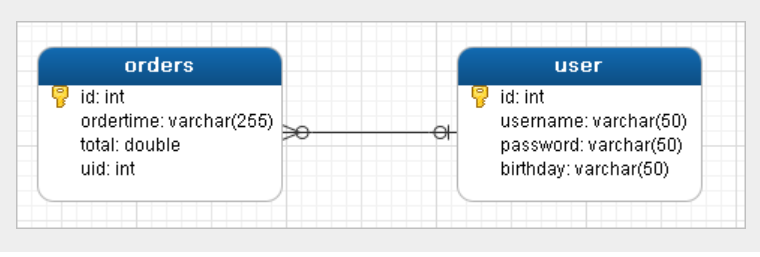 orders
id: int
ordertime: varchar(255)
total: double
uid: int
user
id: int
username: varchar(50)
password: varchar(50)
birthday: varchar(50)